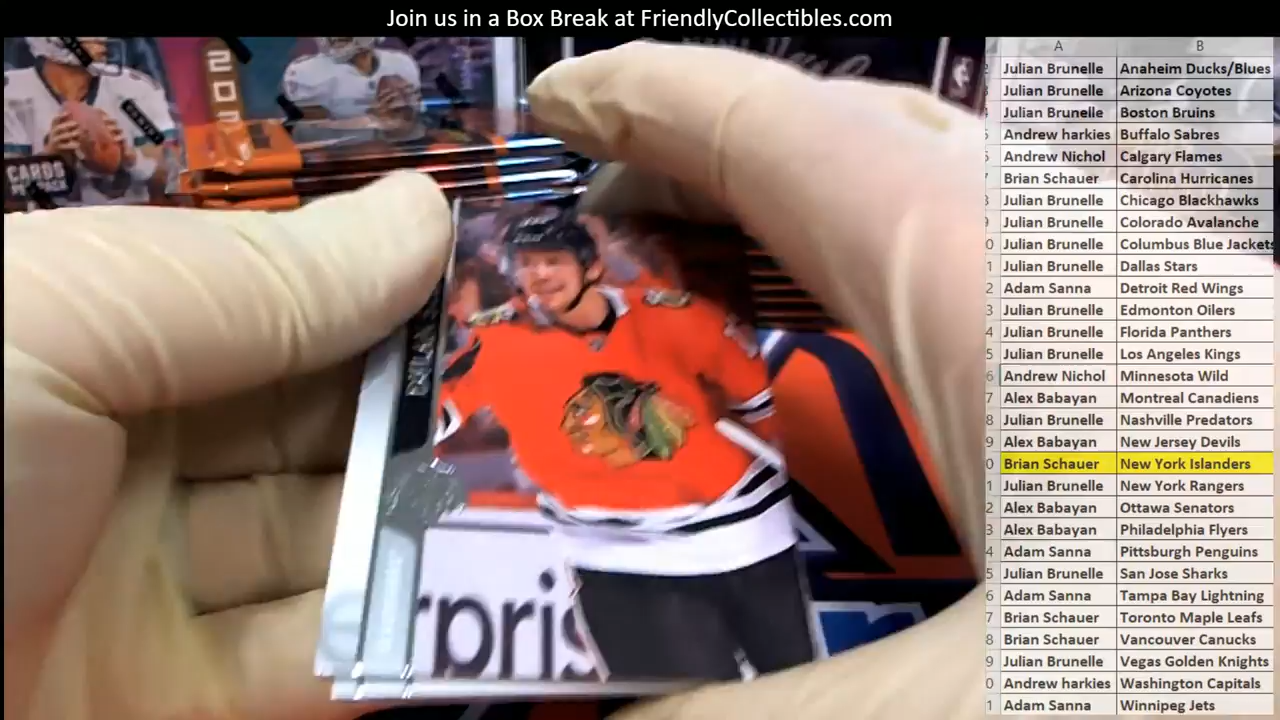 Join us in a Box Break at FriendlyCollectibles.com
CARDS
A B
Julian Brunelle Anaheim Ducks/Blues
Julian Brunelle Arizona Coyotes
Julian Brunelle Boston Bruins
Andrew harkies Buffalo Sabres
Andrew Nichol Calgary Flames
Brian Schauer Carolina Hurricanes
Julian Brunelle Chicago Blackhawks
Julian Brunelle Colorado Avalanche
Julian Brunelle Columbus Blue Jackets
Julian Brunelle Dallas Stars
Adam Sanna Detroit Red Wings
Julian Brunelle Edmonton Oilers
Julian Brunelle Florida Panthers
Julian Brunelle Los Angeles Kings
Andrew Nichol Minnesota Wild
Alex Babayan Montreal Canadiens
Julian Brunelle Nashville Predators
Alex Babayan New Jersey Devils
Brian Schauer New York Islanders
Julian Brunelle New York Rangers
Alex Babayan Ottawa Senators
Alex Babayan Philadelphia Flyers
Adam Sanna Pittsburgh Penguins
Julian Brunelle San Jose Sharks
Adam Sanna Tampa Bay Lightning
Brian Schauer Toronto Maple Leafs
Brian Schauer Vancouver Canucks
Julian Brunelle Vegas Golden Knights
Andrew harkies Washington Capitals
Adam Sanna Winnipeg Jets
rpris